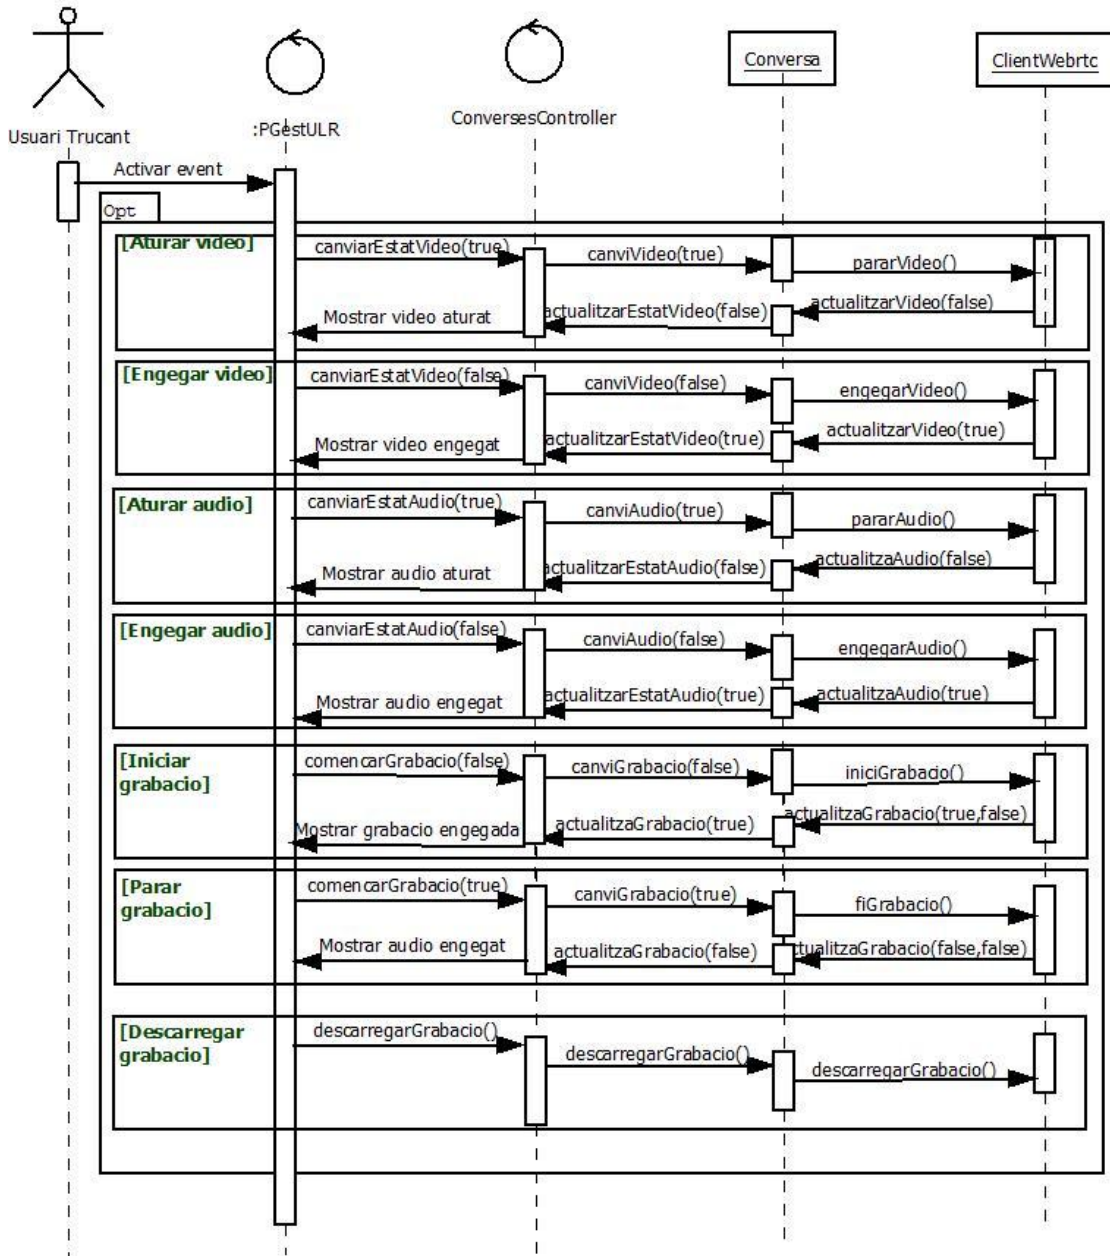 Usuari Trucant
:PGestULR
ConversesController
Conversa
ClientWebrtc
Activar event
Opt
[Aturar video]
canviarEstatVideo(true)
canviVideo(true)
pararVideo()
Mostrar video aturat
actualitzarEstatVideo(false)
actualitzarVideo(false)
[Engegar video]
canviarEstatVideo(false)
canviVideo(false)
engegarVideo()
Mostrar video engegat
actualitzarEstatVideo(true)
actualitzarVideo(true)
[Aturar audio]
canviarEstatAudio(true)
canviAudio(true)
pararAudio()
Mostrar audio aturat
actualitzarEstatAudio(false)
actualitzaAudio(false)
[Engegar audio]
canviarEstatAudio(false)
canviAudio(false)
engegarAudio()
Mostrar audio engegat
actualitzarEstatAudio(true)
actualitzaAudio(true)
[Iniciar
grabacio]
comencarGrabacio(false)
canviGrabacio(false)
iniciGrabacio()
Mostrar grabacio engegada
actualitzaGrabacio(true)
actualitzaGrabacio(true,false)
[Parar
grabacio]
comencarGrabacio(true)
canviGrabacio(true)
fiGrabacio()
Mostrar audio engegat
actualitzaGrabacio(false)
actualitzaGrabacio(false,false)
[Descarregar
grabacio]
descarregarGrabacio()
descarregarGrabacio()
descarregarGrabacio()